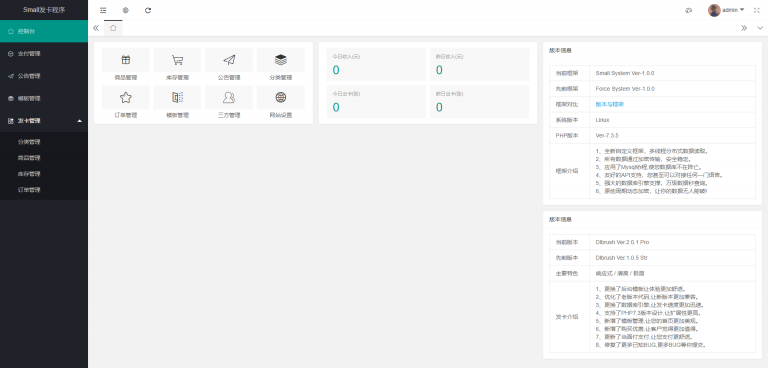 Small发卡程序
admin
控制台
支付管理
公告管理
模板管理
发卡管理
分类管理
商品管理
库存管理
订单管理
商品管理
库存管理
公告管理
分类管理
订单管理
模板管理
三方管理
网站设置
今日收入(元)
0
昨日收入(元)
0
今日出卡(张)
0
昨日出卡(张)
0
版本信息
当前框架 Small System Ver-1.0.0
先前框架 Force System Ver-1.0.0
框架对比 版本与框架
系统版本 Linux
PHP版本 Ver-7.3.5
框架介绍
1、全新自定义框架、多线程分布式数据读取。
2、所有数据通过加密传输、安全稳定。
3、应用了Mysql协程,使您数据库不在阵亡。
4、友好的API支持、您甚至可以对接任何一门语言。
5、强大的数据库引擎支撑、万级数据秒查询。
6、原创周期动态加密、让你的数据无人能破!
版本信息
当前版本 Dlbrush Ver:2.0.1 Pro
先前版本 Dlbrush Ver:1.0.5 Str
主要特色 响应式 / 清爽 / 极简
发卡介绍
1、更换了后台模板让体验更加舒适。
2、优化了老版本代码,让新版本更加兼容。
3、更换了数据库引擎,让发卡速度更加迅速。
4、支持了PHP7.3版本设计,让扩展性更高。
5、新增了模板管理,让您的首页更加美观。
6、新增了购买优惠,让客户觉得更加值得。
7、更新了当面付支付,让您支付更舒适。
8、修复了更多已知BUG,更多BUG等你提交。